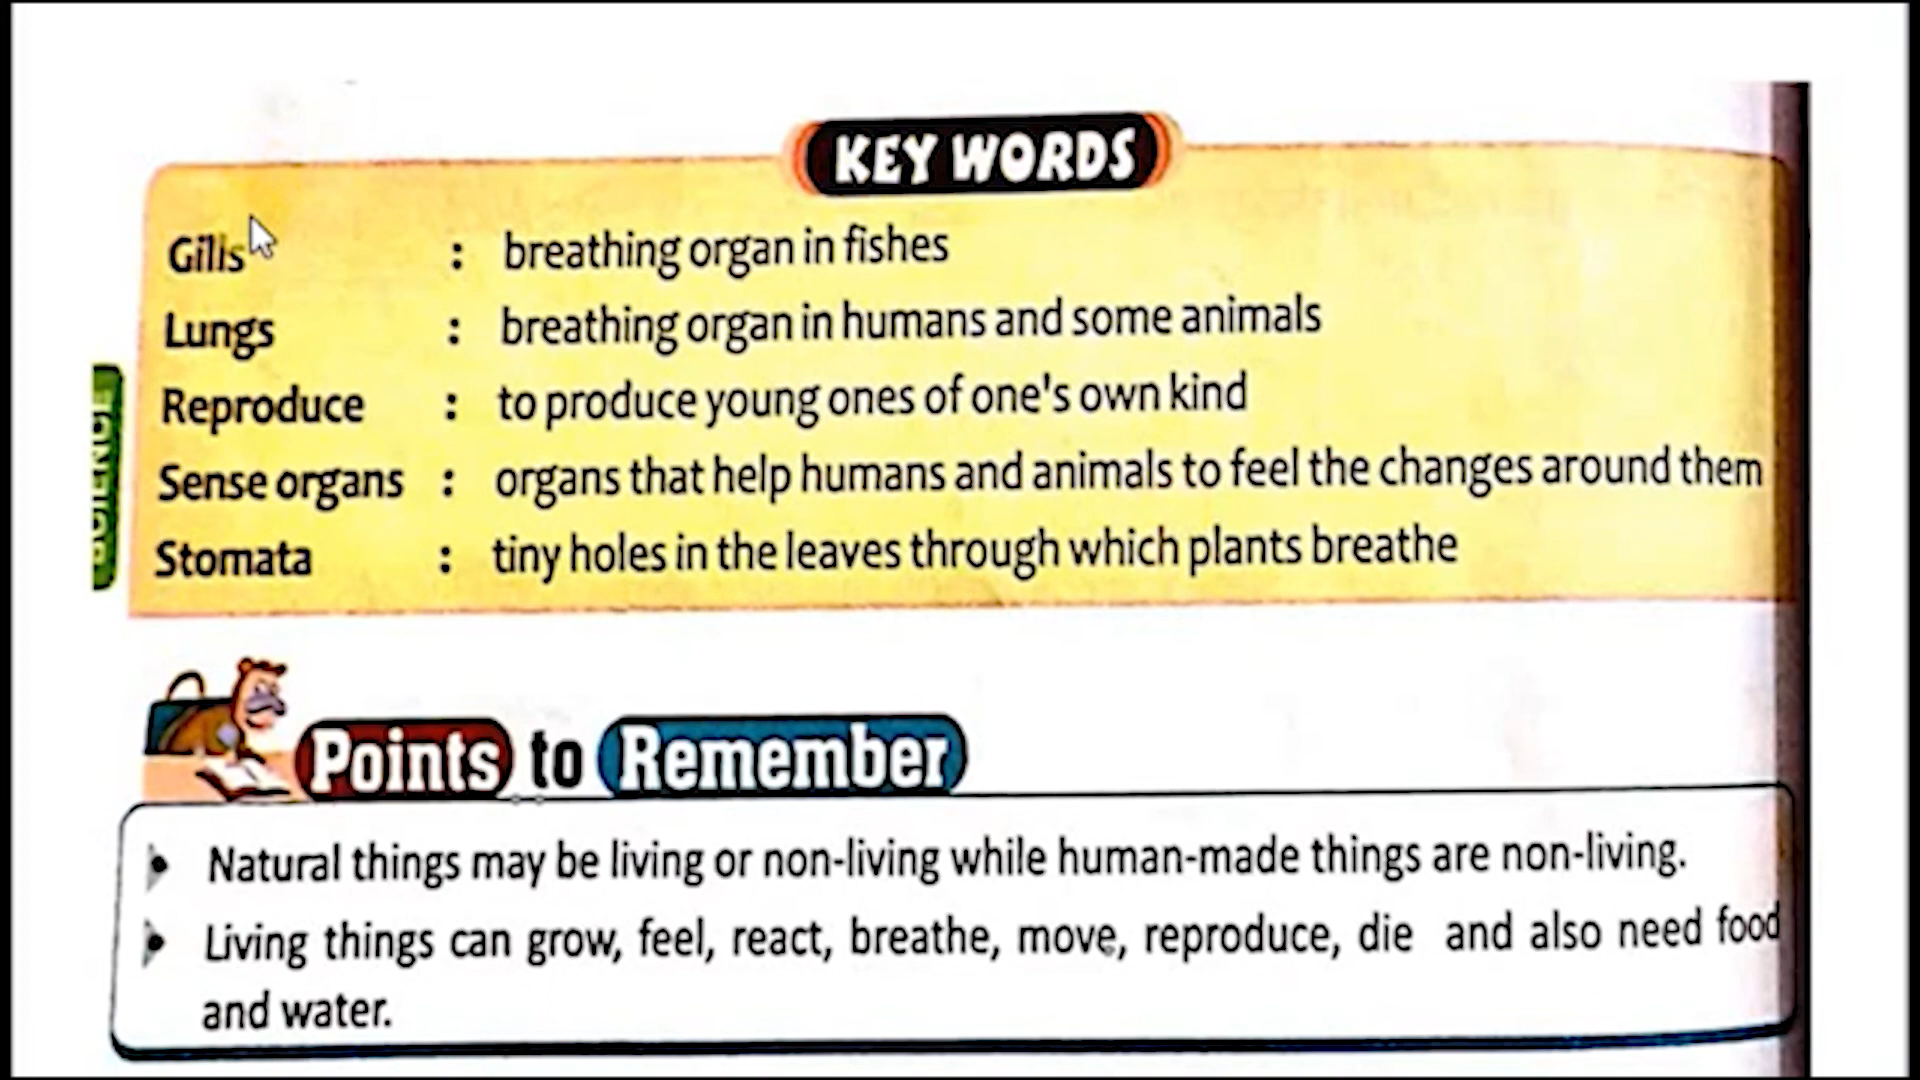 KEY WORDS
Gills : breathing organ in fishes
Lungs : breathing organ in humans and some animals
Reproduce : to produce young ones of one's own kind
Sense organs : organs that help humans and animals to feel the changes around them
Stomata : tiny holes in the leaves through which plants breathe
SCIENCE
Points to Remember
Natural things may be living or non-living while human-made things are non-living.
Living things can grow, feel, react, breathe, move, reproduce, die and also need food
and water.